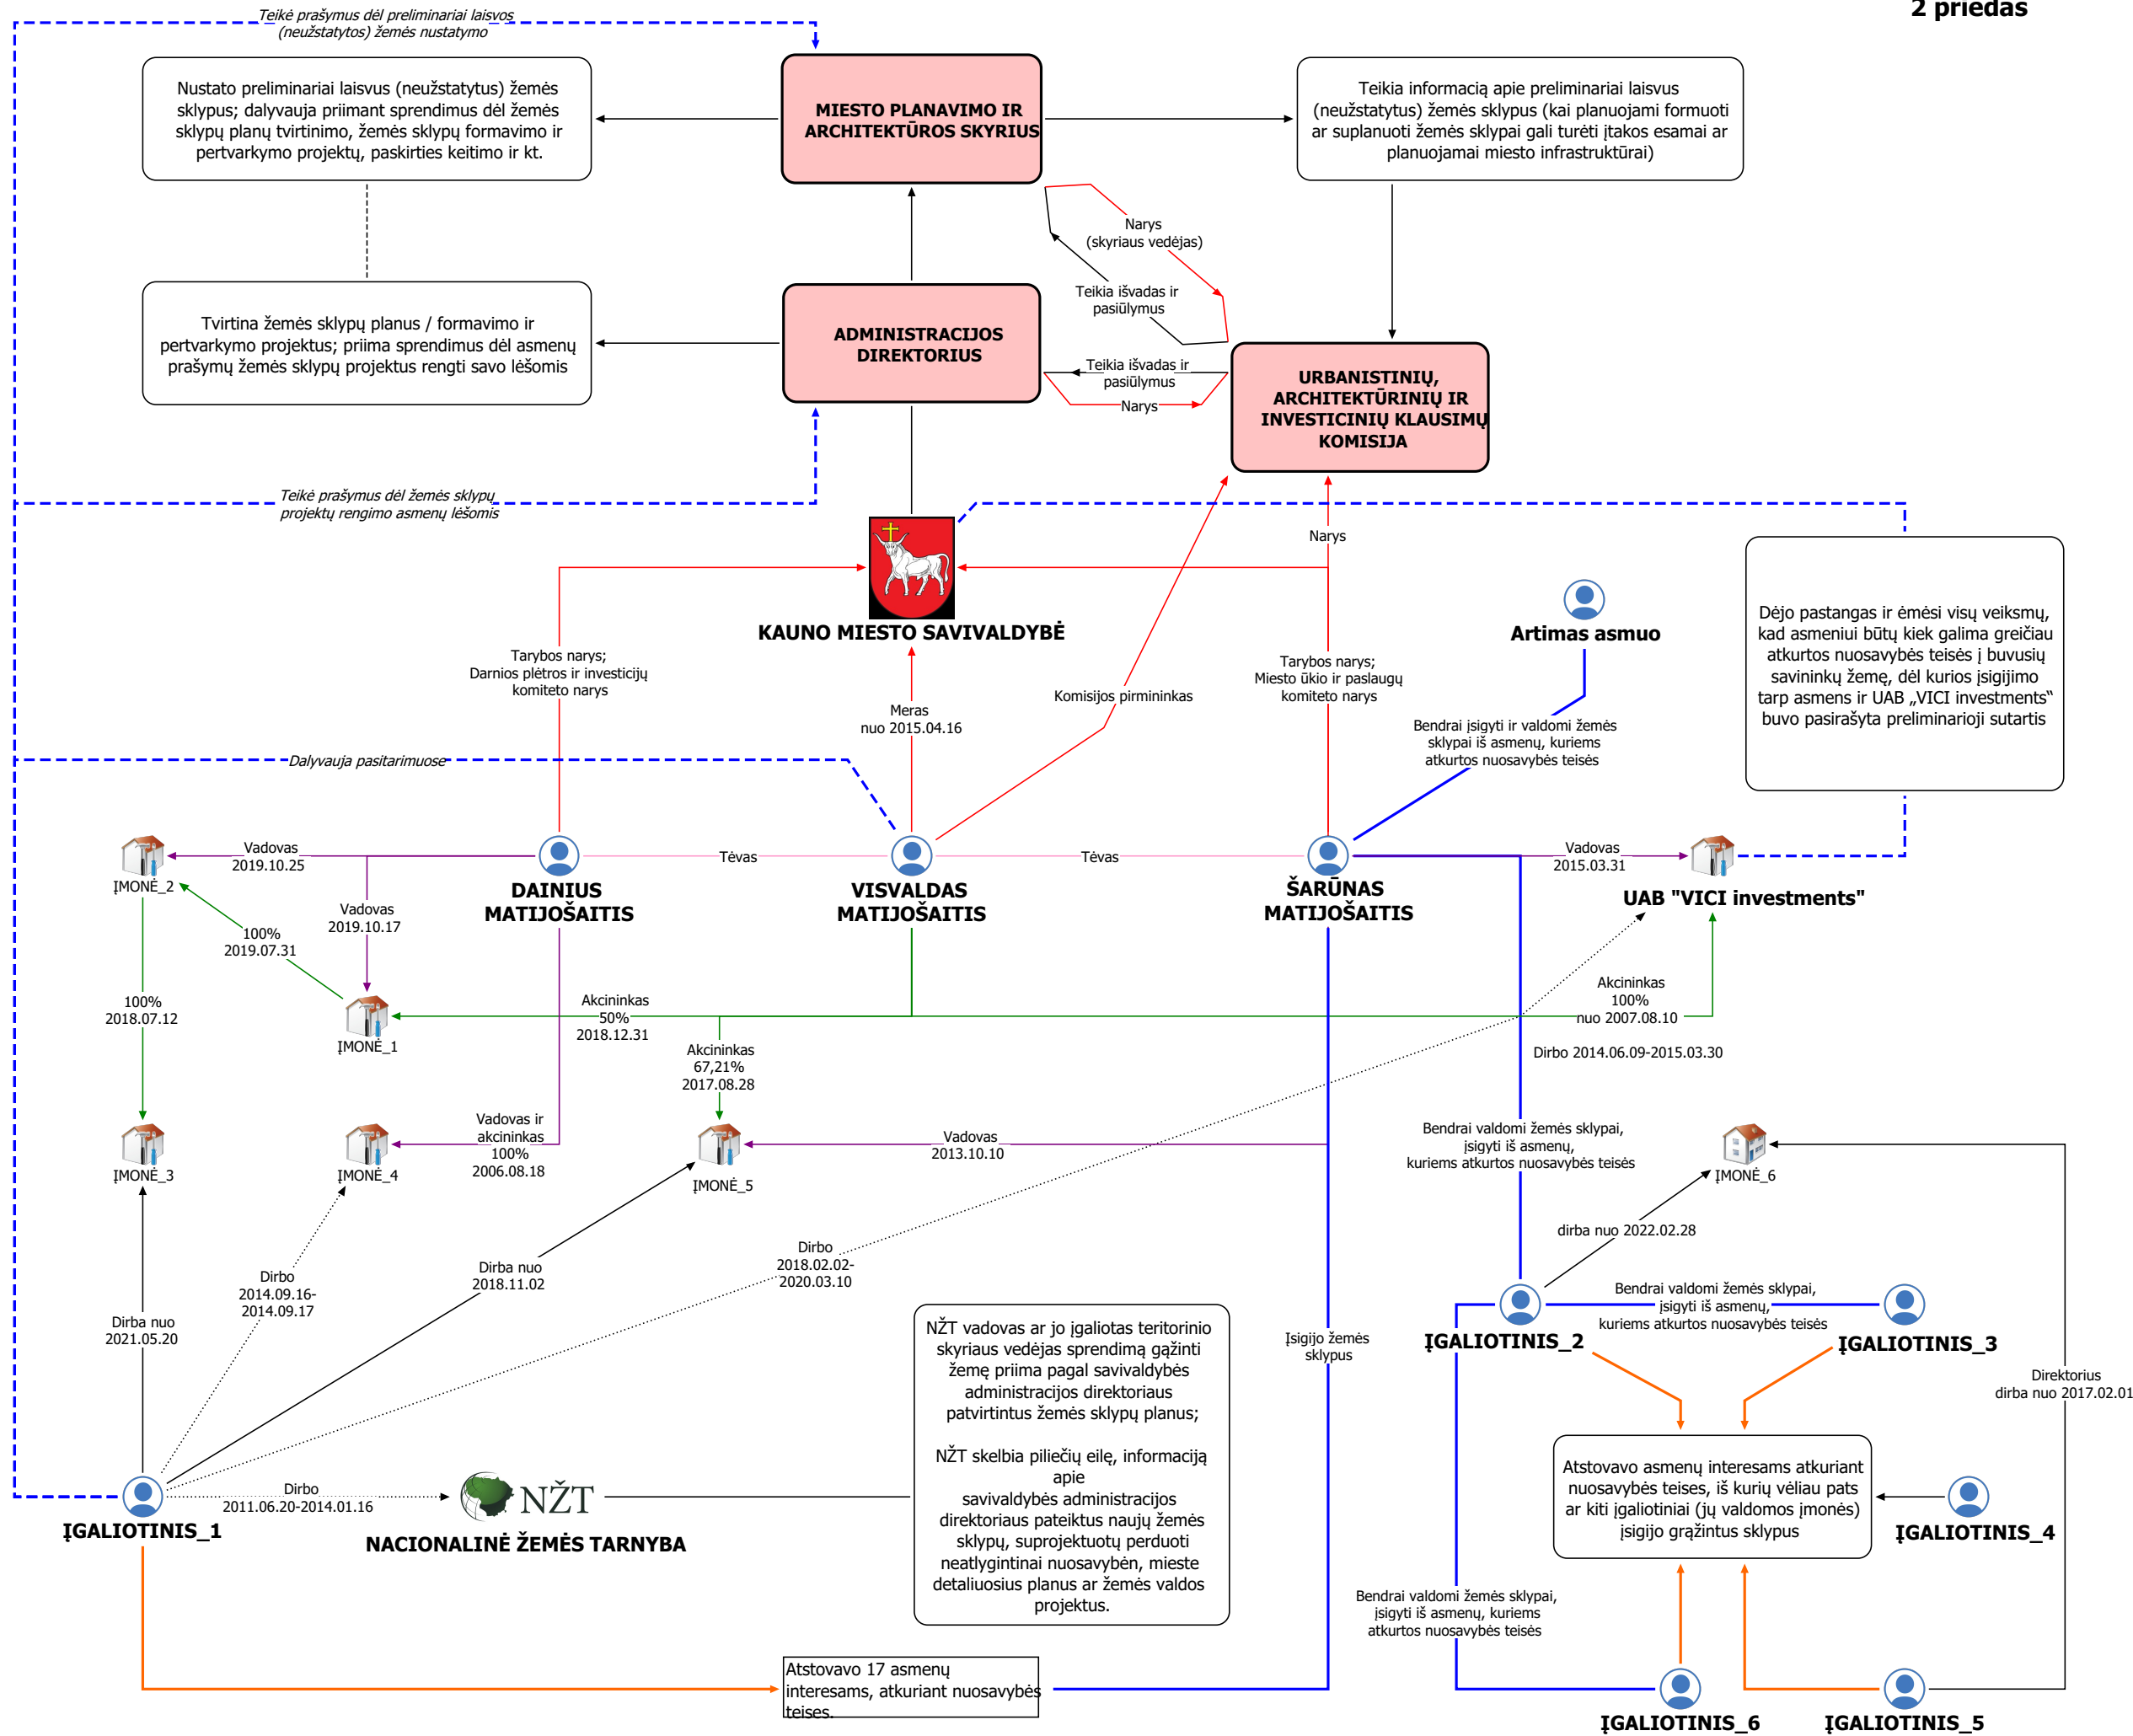 2 priedas
Teikė prašymus dėl preliminariai laisvos
(neužstatytos) žemės nustatymo
Nustato preliminariai laisvus (neužstatytus) žemės
sklypus; dalyvauja priimant sprendimus dėl žemės
sklypų planų tvirtinimo, žemės sklypų formavimo ir
pertvarkymo projektų, paskirties keitimo ir kt.
MIESTO PLANAVIMO IR
ARCHITEKTŪROS SKYRIUS
Teikia informacią apie preliminariai laisvus
(neužstatytus) žemės sklypus (kai planuojami formuoti
ar suplanuoti žemės sklypai gali turėti įtakos esamai ar
planuojamai miesto infrastruktūrai)
Narys
(skyriaus vedėjas)
Teikia išvadas ir
pasiūlymus
Tvirtina žemės sklypų planus / formavimo ir
pertvarkymo projektus; priima sprendimus dėl asmenų
prašymų žemės sklypų projektus rengti savo lėšomis
ADMINISTRACIJOS
DIREKTORIUS
Teikia išvadas ir
pasiūlymus
Narys
URBANISTINIŲ,
ARCHITEKTŪRINIŲ IR
INVESTICINIŲ KLAUSIMŲ
KOMISIJA
Teikė prašymus dėl žemės sklypų
projektų rengimo asmenų lėšomis
Narys
KAUNO MIESTO SAVIVALDYBĖ
Artimas asmuo
Dėjo pastangas ir ėmėsi visų veiksmų,
kad asmeniui būtų kiek galima greičiau
atkurtos nuosavybės teisės į buvusių
savininkų žemę, dėl kurios įsigijimo
tarp asmens ir UAB „VICI investments“
buvo pasirašyta preliminarioji sutartis
Tarybos narys;
Darnios plėtros ir investicijų
komiteto narys
Meras
nuo 2015.04.16
Komisijos pirmininkas
Tarybos narys;
Miesto ūkio ir paslaugų
komiteto narys
Bendrai įsigyti ir valdomi žemės
sklypai iš asmenų, kuriems
atkurtos nuosavybės teisės
Dalyvauja pasitarimuose
Vadovas
2019.10.25
ĮMONĖ_2
Tėvas
Tėvas
Vadovas
2015.03.31
DAINIUS
MATIJOŠAITIS
VISVALDAS
MATIJOŠAITIS
ŠARŪNAS
MATIJOŠAITIS
UAB "VICI investments"
Vadovas
2019.10.17
100%
2019.07.31
100%
2018.07.12
ĮMONĖ_1
Akcininkas
50%
2018.12.31
Akcininkas
67,21%
2017.08.28
Akcininkas
100%
nuo 2007.08.10
Dirbo 2014.06.09-2015.03.30
Vadovas ir
akcininkas
100%
2006.08.18
Vadovas
2013.10.10
Bendrai valdomi žemės sklypai,
įsigyti iš asmenų,
kuriems atkurtos nuosavybės teisės
ĮMONĖ_3
ĮMONĖ_4
ĮMONĖ_5
ĮMONĖ_6
dirba nuo 2022.02.28
Dirbo
2018.02.02-
2020.03.10
Dirba nuo
2018.11.02
Dirbo
2014.09.16-
2014.09.17
Dirba nuo
2021.05.20
Bendrai valdomi žemės sklypai,
įsigyti iš asmenų,
kuriems atkurtos nuosavybės teisės
ĮGALIOTINIS_2
ĮGALIOTINIS_3
NŽT vadovas ar jo įgaliotas teritorinio
skyriaus vedėjas sprendimą gąžinti
žemę priima pagal savivaldybės
administracijos direktoriaus
patvirtintus žemės sklypų planus;
NŽT skelbia piliečių eilę, informaciją
apie
savivaldybės administracijos
direktoriaus pateiktus naujų žemės
sklypų, suprojektuotų perduoti
neatlygintinai nuosavybėn, mieste
detaliuosius planus ar žemės valdos
projektus.
Įsigijo žemės
sklypus
Direktorius
dirba nuo 2017.02.01
Atstovavo asmenų interesams atkuriant
nuosavybės teises, iš kurių vėliau pats
ar kiti įgaliotiniai (jų valdomos įmonės)
įsigijo grąžintus sklypus
Dirbo
2011.06.20-2014.01.16
NŽT
ĮGALIOTINIS_1
NACIONALINĖ ŽEMĖS TARNYBA
ĮGALIOTINIS_4
Bendrai valdomi žemės sklypai,
įsigyti iš asmenų, kuriems
atkurtos nuosavybės teisės
Atstovavo 17 asmenų
interesams, atkuriant nuosavybės
teises.
ĮGALIOTINIS_6
ĮGALIOTINIS_5